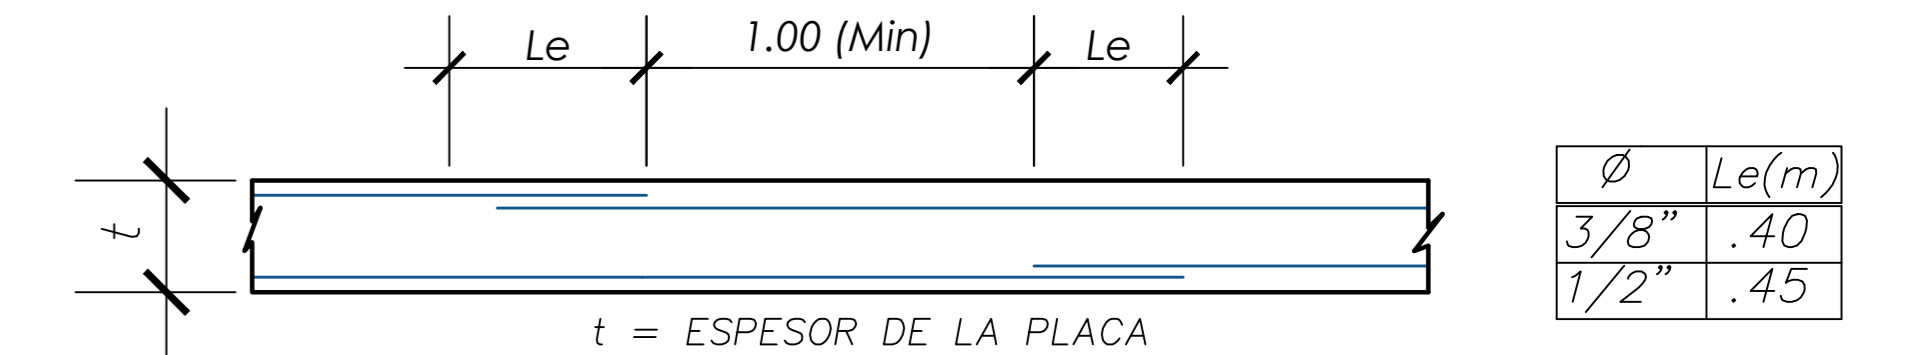 Le 1.00 (Min) Le
t
Ø Le(m)
3/8" .40
1/2" .45
t = ESPESOR DE LA PLACA